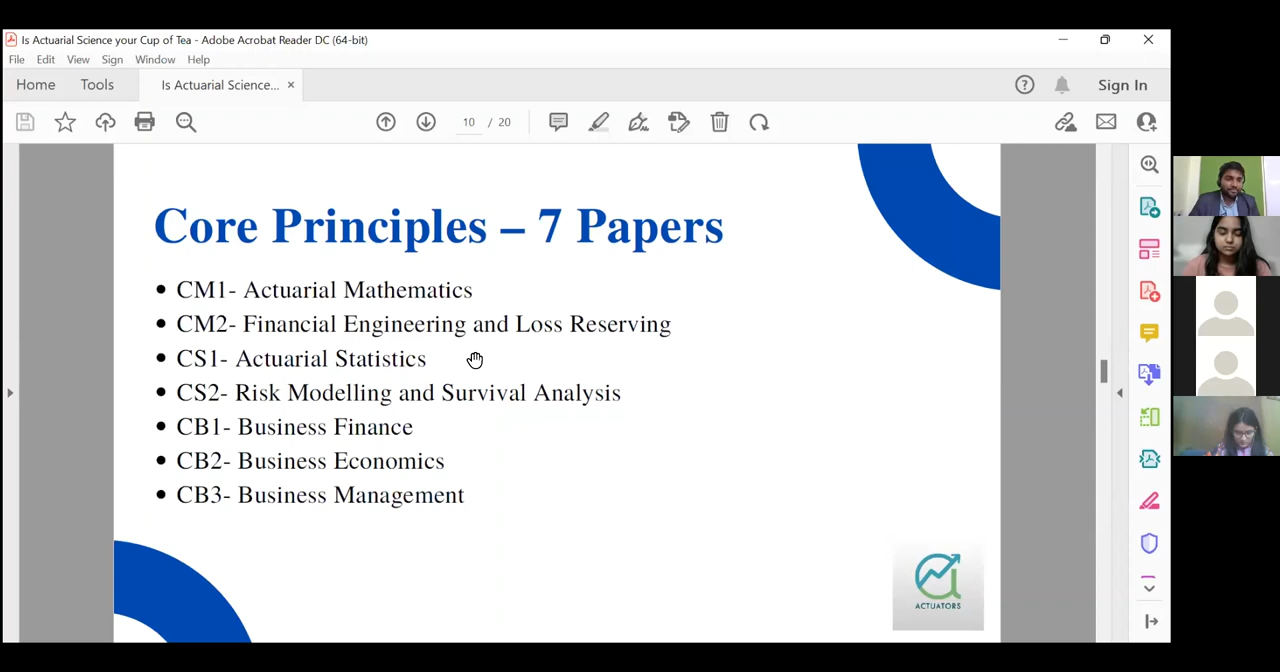 Is Actuarial Science your Cup of Tea - Adobe Acrobat Reader DC (64-bit)
File Edit View Sign Window Help
Home Tools Is Actuarial Science... × Sign In
10 / 20
Core Principles – 7 Papers
• CM1- Actuarial Mathematics
• CM2- Financial Engineering and Loss Reserving
• CS1- Actuarial Statistics
• CS2- Risk Modelling and Survival Analysis
• CB1- Business Finance
• CB2- Business Economics
• CB3- Business Management
ACTUATORS